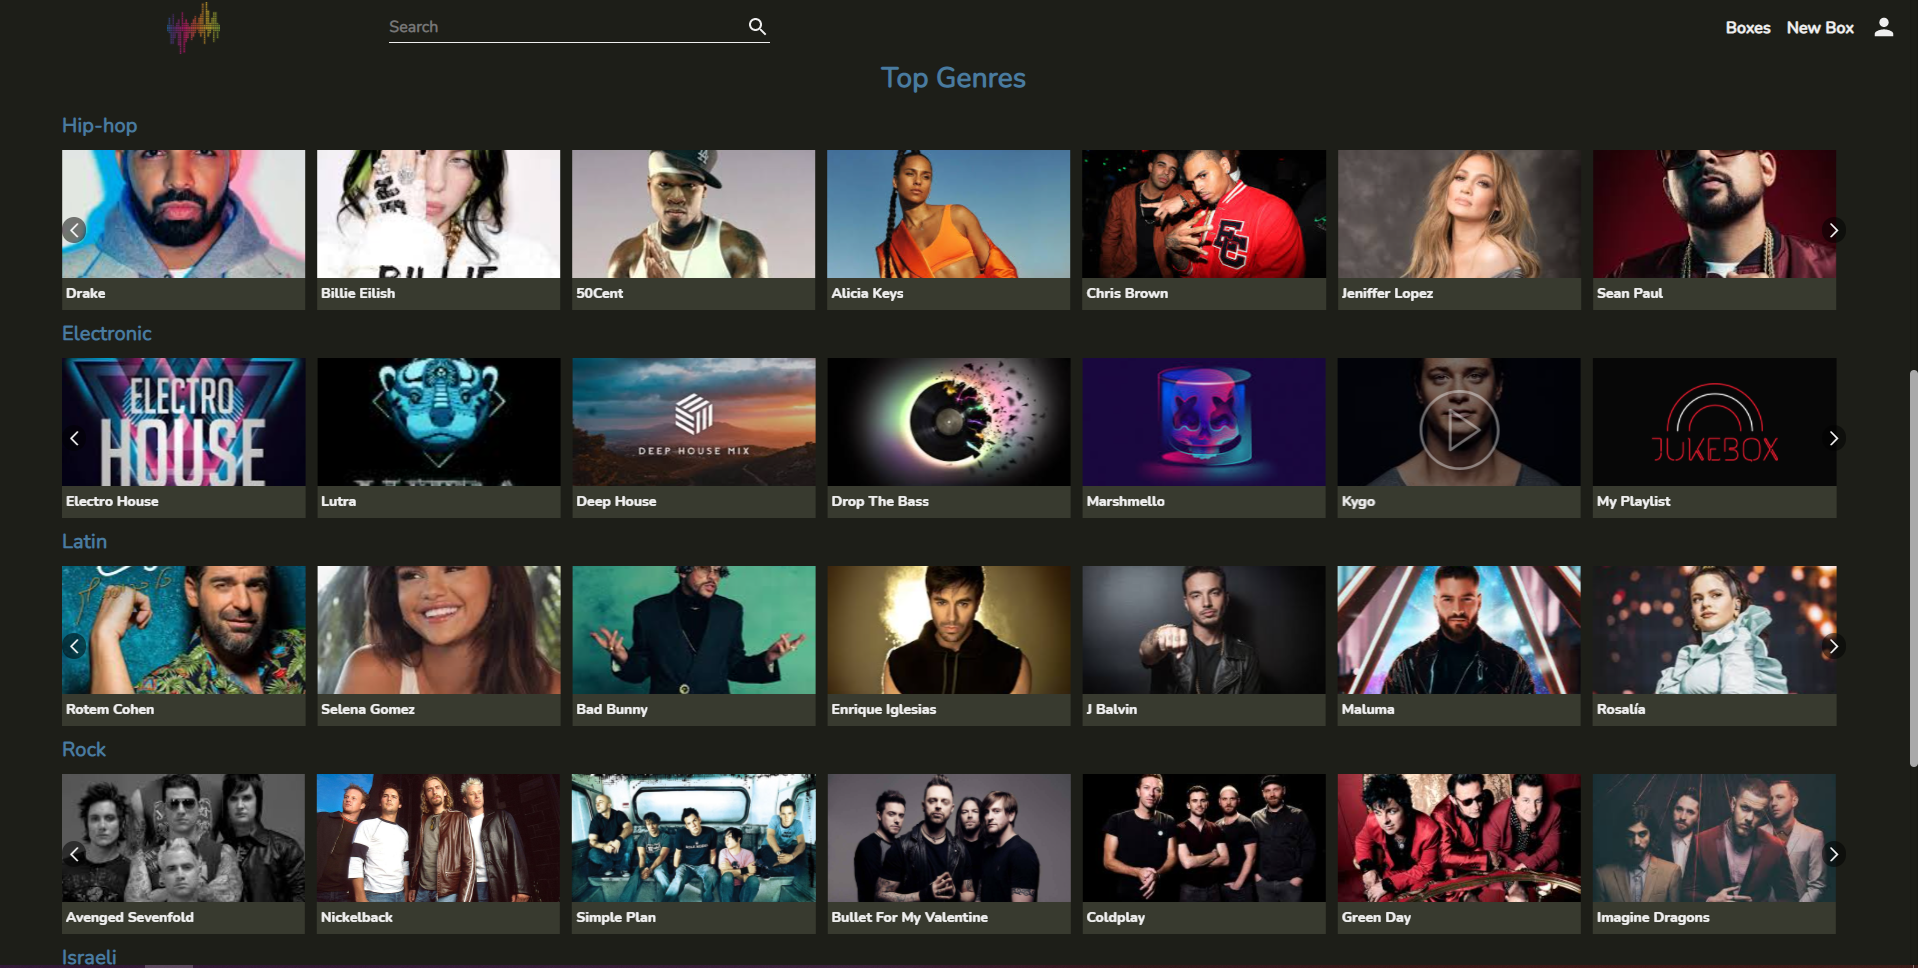 Search
Boxes New Box
Top Genres
Hip-hop
BILLIE
Drake
Billie Eilish
50Cent
Alicia Keys
Chris Brown
Jeniffer Lopez
Sean Paul
Electronic
ELECTRO
HOUSE
DEEP HOUSE MIX
JUKEBOX
Electro House
Lutra
Deep House
Drop The Bass
Marshmello
Kygo
My Playlist
Latin
Rotem Cohen
Selena Gomez
Bad Bunny
Enrique Iglesias
J Balvin
Maluma
Rosalía
Rock
Avenged Sevenfold
Nickelback
Simple Plan
Bullet For My Valentine
Coldplay
Green Day
Imagine Dragons
Israeli